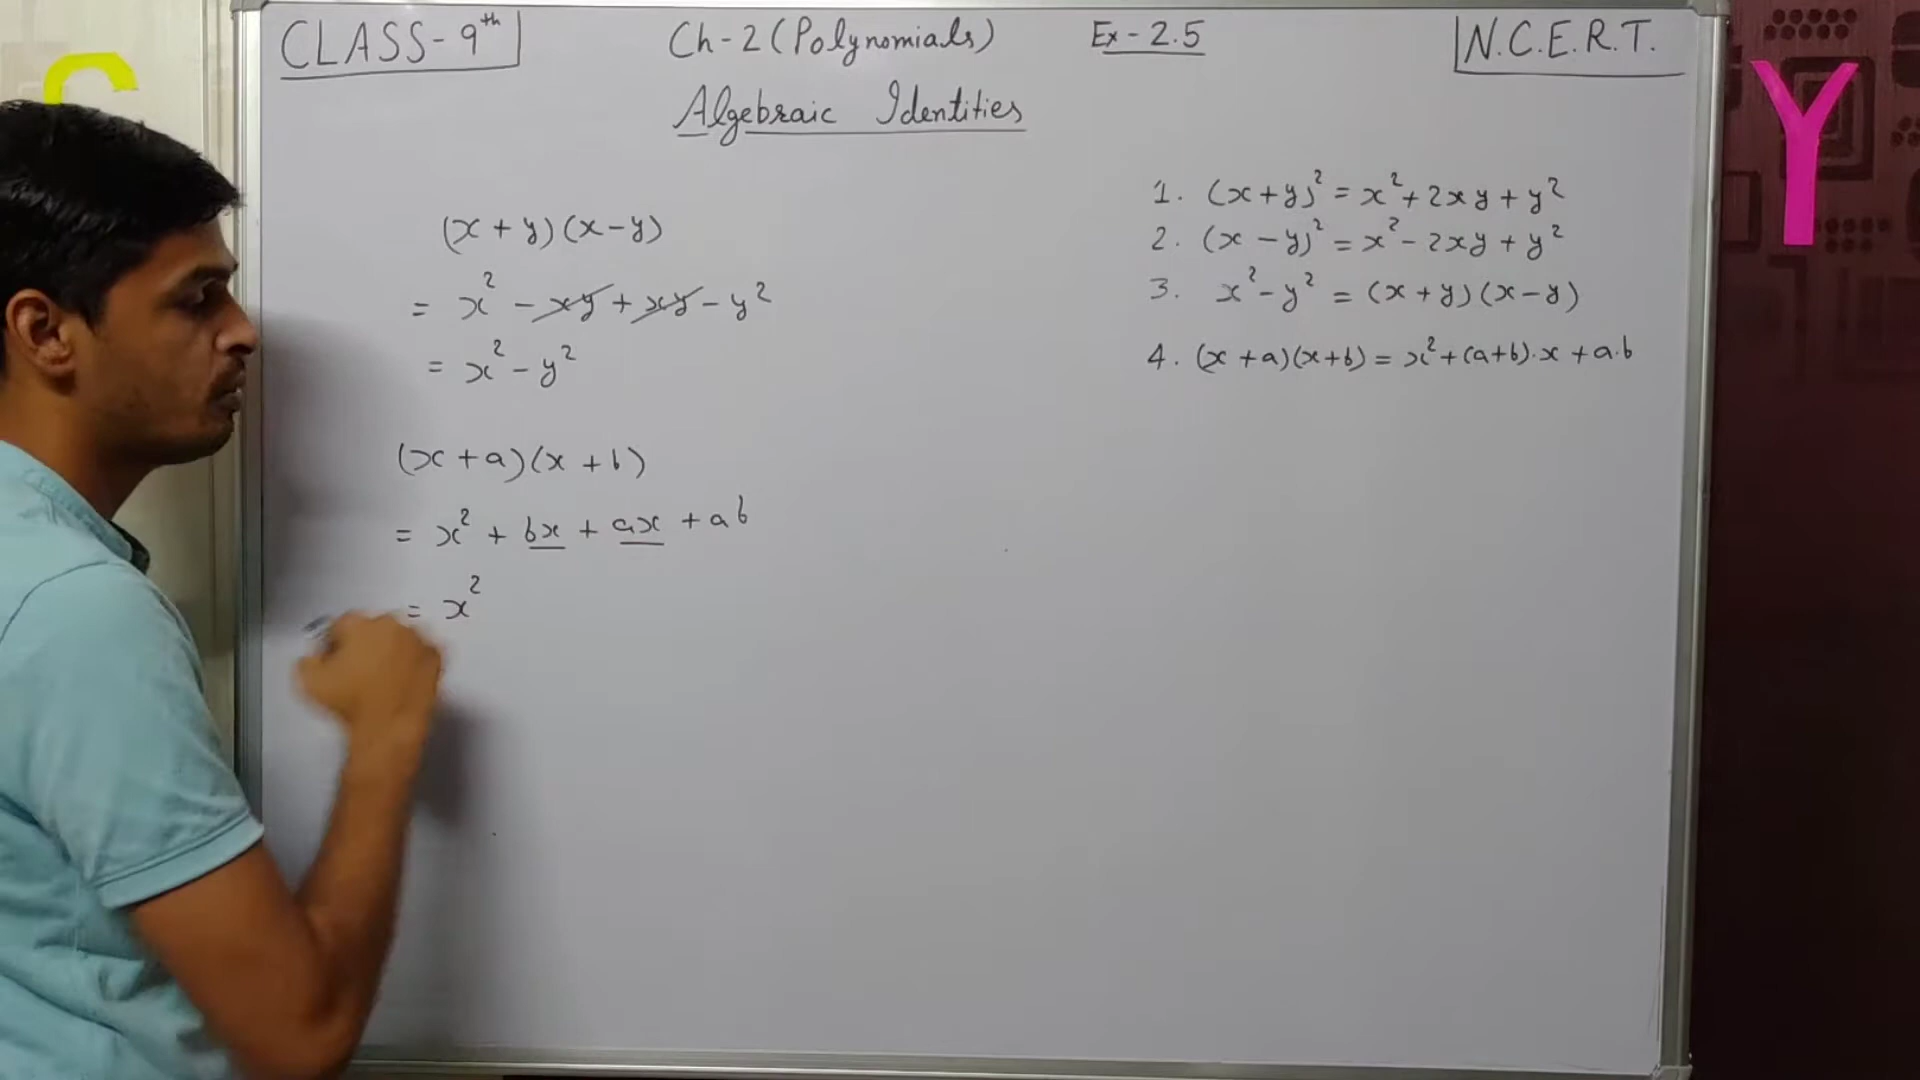 CLASS-9th
Ch-2 (Polynomials)
Ex-2.5
N.C.E.R.T.
Algebraic Identities
(x + y)(x - y)
= x² - xy + xy - y²
= x² - y²
(x + a)(x + b)
= x² + bx + ax + ab
= x²
1. (x + y)² = x² + 2xy + y²
2. (x - y)² = x² - 2xy + y²
3. x² - y² = (x + y)(x - y)
4. (x + a)(x + b) = x² + (a+b).x + a.b
Y